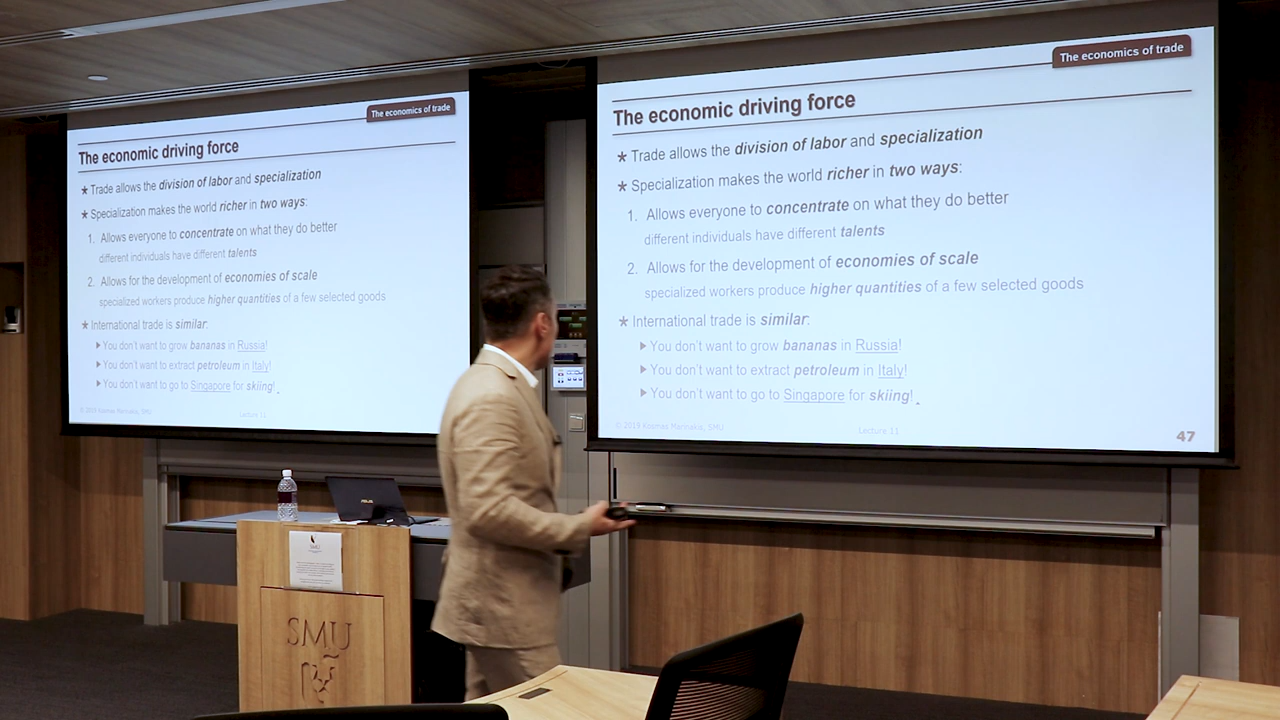 The economics of trade
The economic driving force
★ Trade allows the division of labor and specialization
★ Specialization makes the world richer in two ways:
1. Allows everyone to concentrate on what they do better
different individuals have different talents
2. Allows for the development of economies of scale
specialized workers produce higher quantities of a few selected goods
★ International trade is similar:
You don't want to grow bananas in Russia!
You don't want to extract petroleum in Italy!
You don't want to go to Singapore for skiing!
© 2019 Kosmas Marinakis, SMU
Lecture 11
The economics of trade
The economic driving force
★ Trade allows the division of labor and specialization
★ Specialization makes the world richer in two ways:
1. Allows everyone to concentrate on what they do better
different individuals have different talents
2. Allows for the development of economies of scale
specialized workers produce higher quantities of a few selected goods
★ International trade is similar:
You don't want to grow bananas in Russia!
You don't want to extract petroleum in Italy!
You don't want to go to Singapore for skiing!
© 2019 Kosmas Marinakis, SMU
Lecture 11
47
ASUS
SMU
SMU